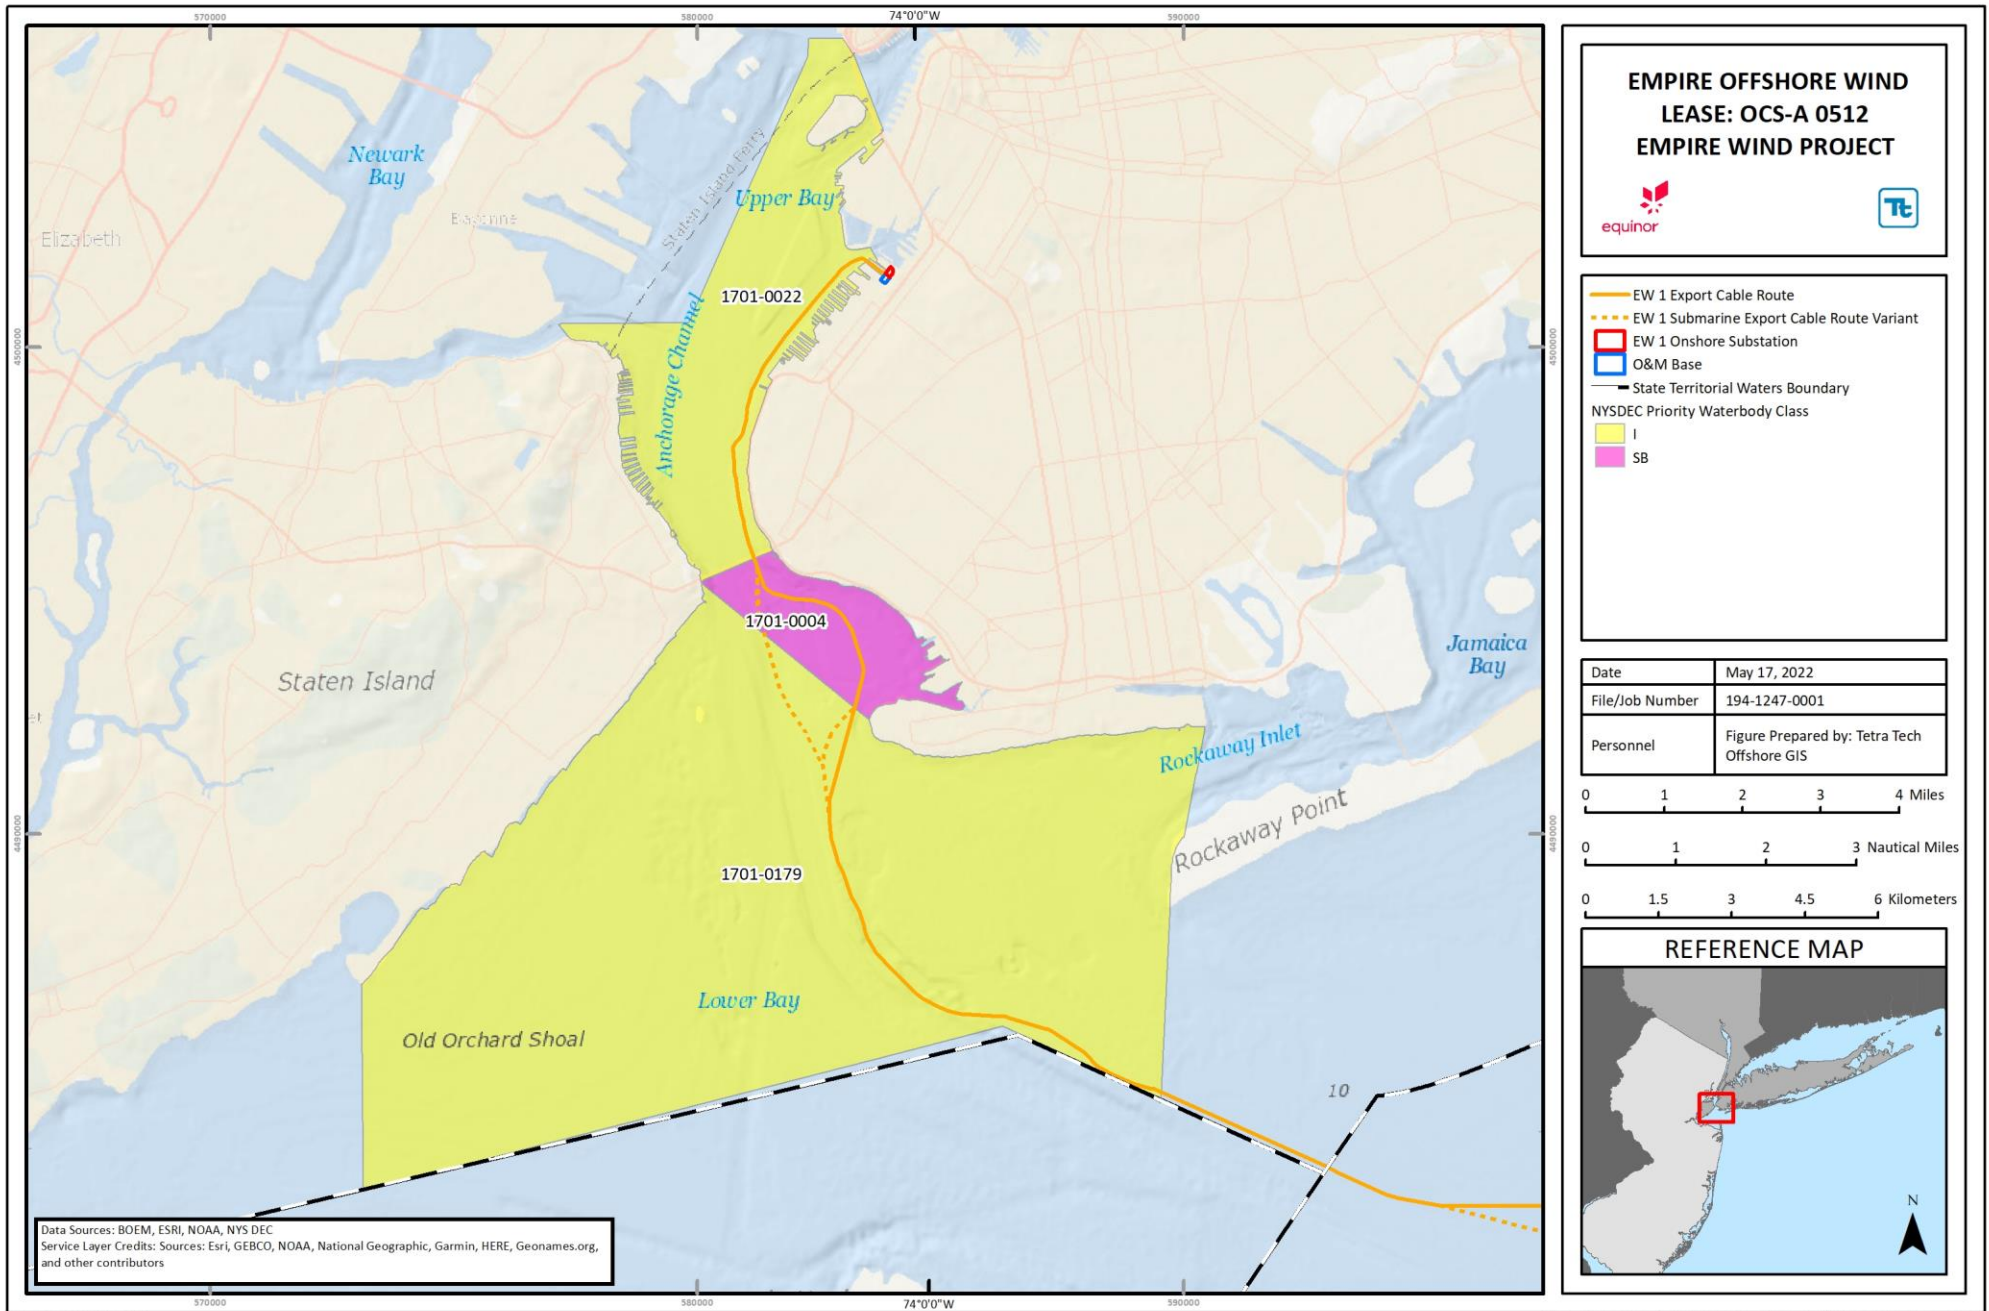 570000
580000
74°0'0"W
590000
Newark
Bay
Elizabeth
Bayonne
Staten Island Ferry
Upper Bay
1701-0022
Anchorage Channel
4500000
4500000
1701-0004
Staten Island
Jamaica
Bay
Rockaway Inlet
Rockaway Point
4490000
4490000
1701-0179
Lower Bay
Old Orchard Shoal
10
Data Sources: BOEM, ESRI, NOAA, NYS DEC
Service Layer Credits: Sources: Esri, GEBCO, NOAA, National Geographic, Garmin, HERE, Geonames.org,
and other contributors
570000
580000
74°0'0"W
590000
EMPIRE OFFSHORE WIND
LEASE: OCS-A 0512
EMPIRE WIND PROJECT
equinor
Tt
EW 1 Export Cable Route
EW 1 Submarine Export Cable Route Variant
EW 1 Onshore Substation
O&M Base
State Territorial Waters Boundary
NYSDEC Priority Waterbody Class
I
SB
Date May 17, 2022
File/Job Number 194-1247-0001
Personnel Figure Prepared by: Tetra Tech
Offshore GIS
0 1 2 3 4 Miles
0 1 2 3 Nautical Miles
0 1.5 3 4.5 6 Kilometers
REFERENCE MAP
N